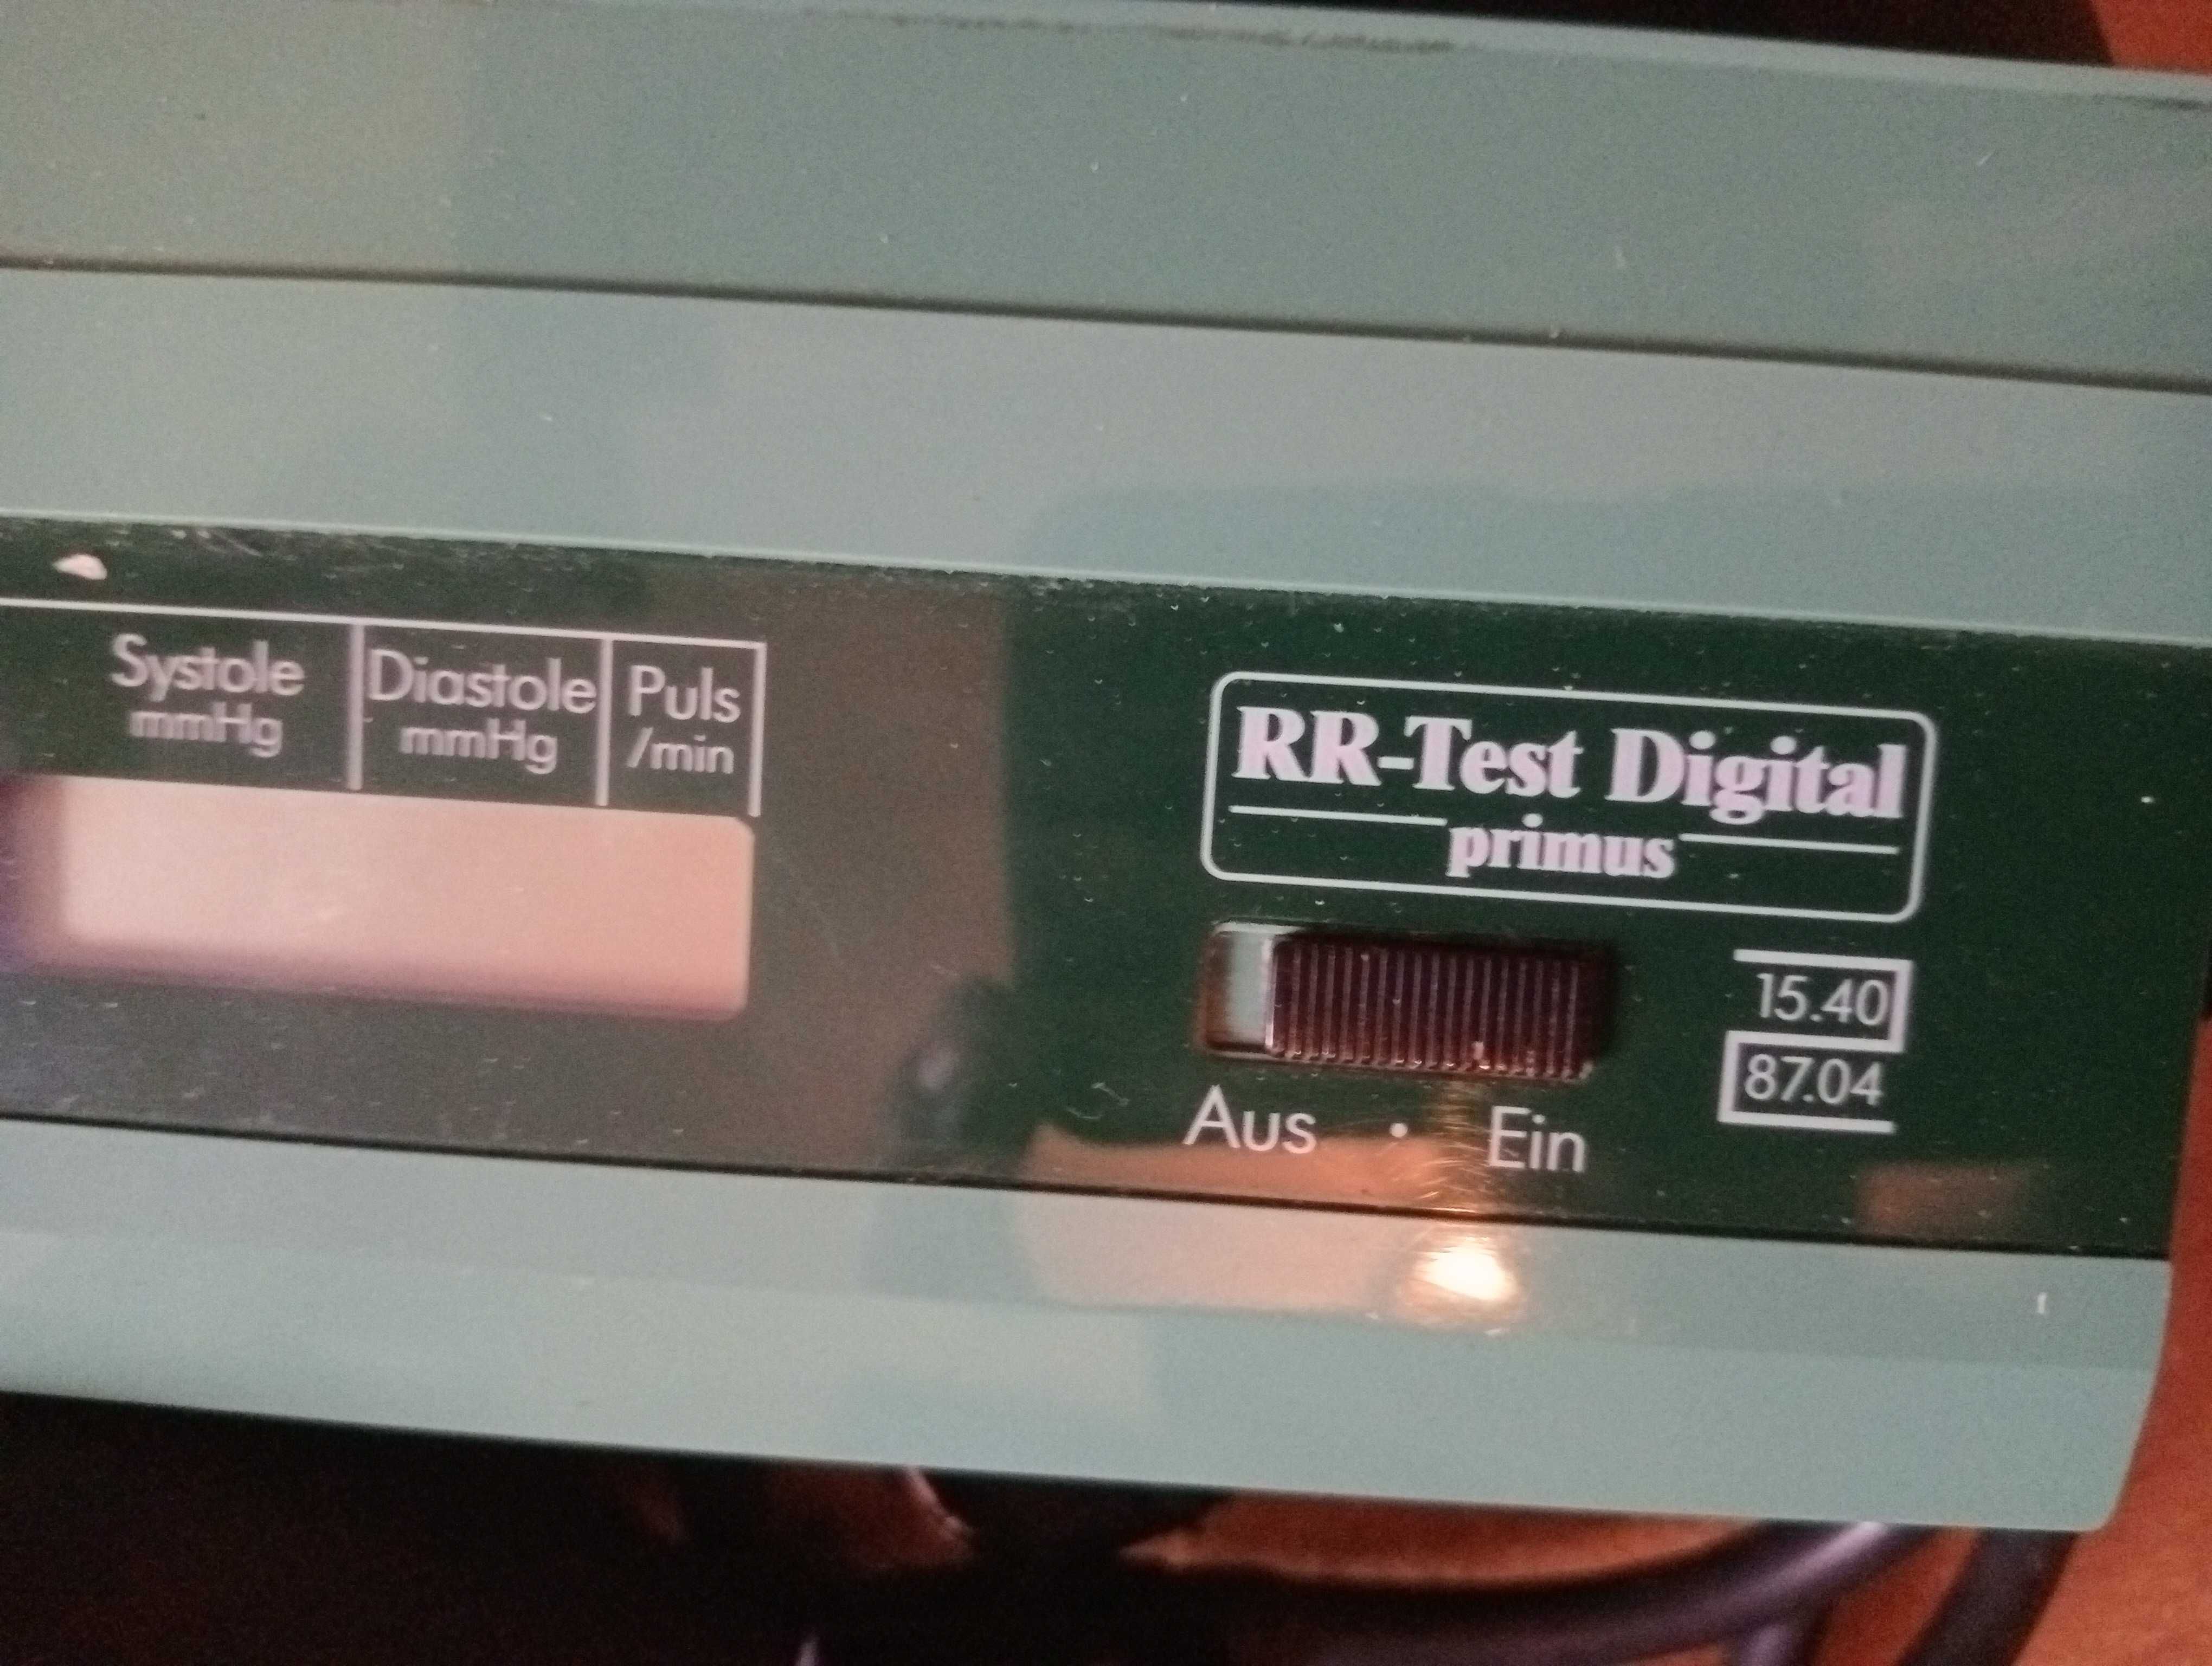 Systole
mmHg
Diastole
mmHg
Puls
/min
RR-Test Digital
primus
15.40
87.04
Aus · Ein